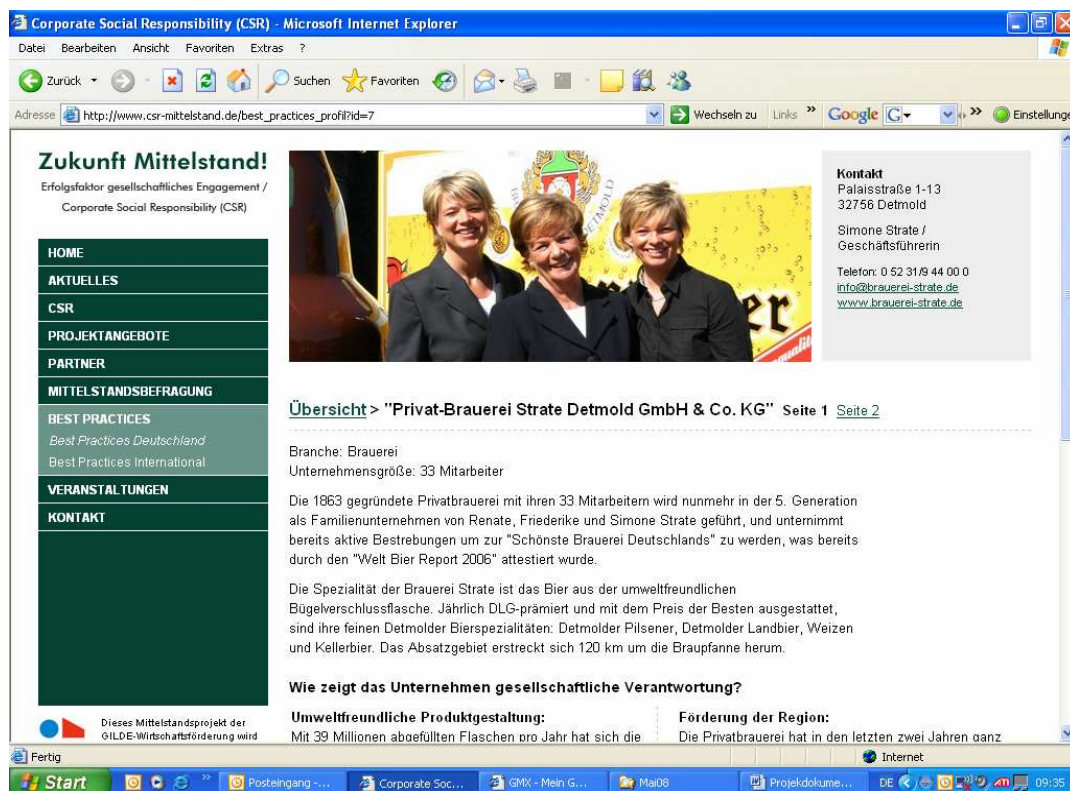 Corporate Social Responsibility (CSR) - Microsoft Internet Explorer
Datei Bearbeiten Ansicht Favoriten Extras ?
Zurück Suchen Favoriten
Adresse http://www.csr-mittelstand.de/best_practices_profil?id=7 Wechseln zu Links » Google G » Einstellunge
Zukunft Mittelstand!
Erfolgsfaktor gesellschaftliches Engagement /
Corporate Social Responsibility (CSR)
HOME
AKTUELLES
CSR
PROJEKTANGEBOTE
PARTNER
MITTELSTANDSBEFRAGUNG
BEST PRACTICES
Best Practices Deutschland
Best Practices International
VERANSTALTUNGEN
KONTAKT
Dieses Mittelstandsprojekt der
GILDE-Wirtschaftsförderung wird
DETMOLD
er
Kontakt
Palaisstraße 1-13
32756 Detmold
Simone Strate /
Geschäftsführerin
Telefon: 0 52 31/9 44 00 0
info@brauerei-strate.de
www.brauerei-strate.de
Übersicht > "Privat-Brauerei Strate Detmold GmbH & Co. KG" Seite 1 Seite 2
Branche: Brauerei
Unternehmensgröße: 33 Mitarbeiter
Die 1863 gegründete Privatbrauerei mit ihren 33 Mitarbeitern wird nunmehr in der 5. Generation
als Familienunternehmen von Renate, Friederike und Simone Strate geführt, und unternimmt
bereits aktive Bestrebungen um zur "Schönste Brauerei Deutschlands" zu werden, was bereits
durch den "Welt Bier Report 2006" attestiert wurde.
Die Spezialität der Brauerei Strate ist das Bier aus der umweltfreundlichen
Bügelverschlussflasche. Jährlich DLG-prämiert und mit dem Preis der Besten ausgestattet,
sind ihre feinen Detmolder Bierspezialitäten: Detmolder Pilsener, Detmolder Landbier, Weizen
und Kellerbier. Das Absatzgebiet erstreckt sich 120 km um die Braupfanne herum.
Wie zeigt das Unternehmen gesellschaftliche Verantwortung?
Umweltfreundliche Produktgestaltung:
Mit 39 Millionen abgefüllten Flaschen pro Jahr hat sich die
Förderung der Region:
Die Privatbrauerei hat in den letzten zwei Jahren ganz
Fertig Internet
Start » Posteingang -... Corporate Soc... GMX - Mein G... Mai08 Projekdokume... DE 09:35